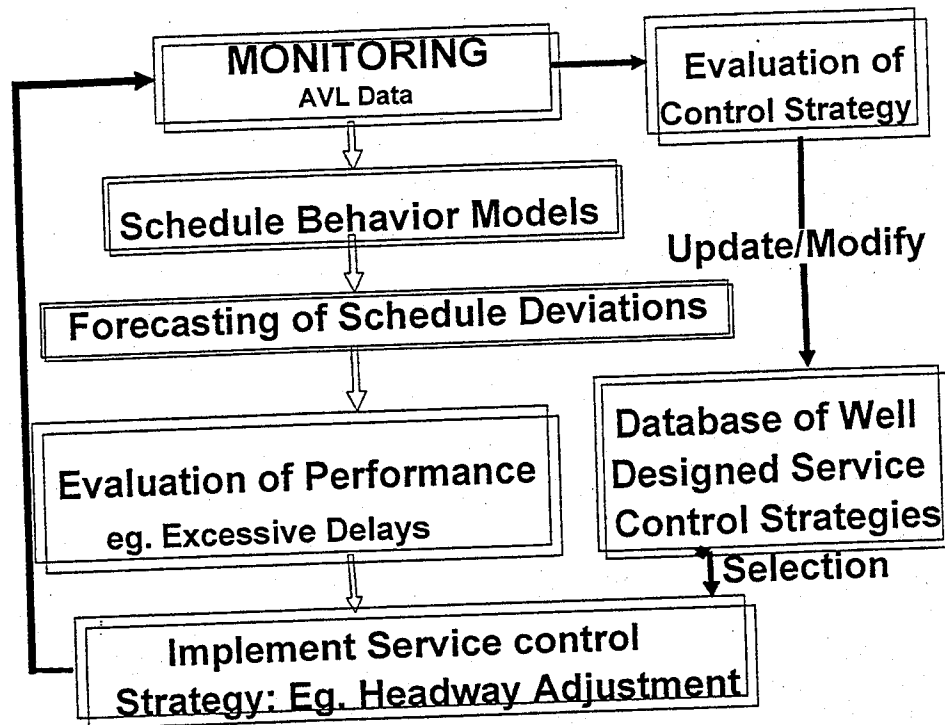 MONITORING
AVL Data
Evaluation of
Control Strategy
Schedule Behavior Models
Update/Modify
Forecasting of Schedule Deviations
Database of Well
Designed Service
Control Strategies
Evaluation of Performance
eg. Excessive Delays
Selection
Implement Service control
Strategy: Eg. Headway Adjustment